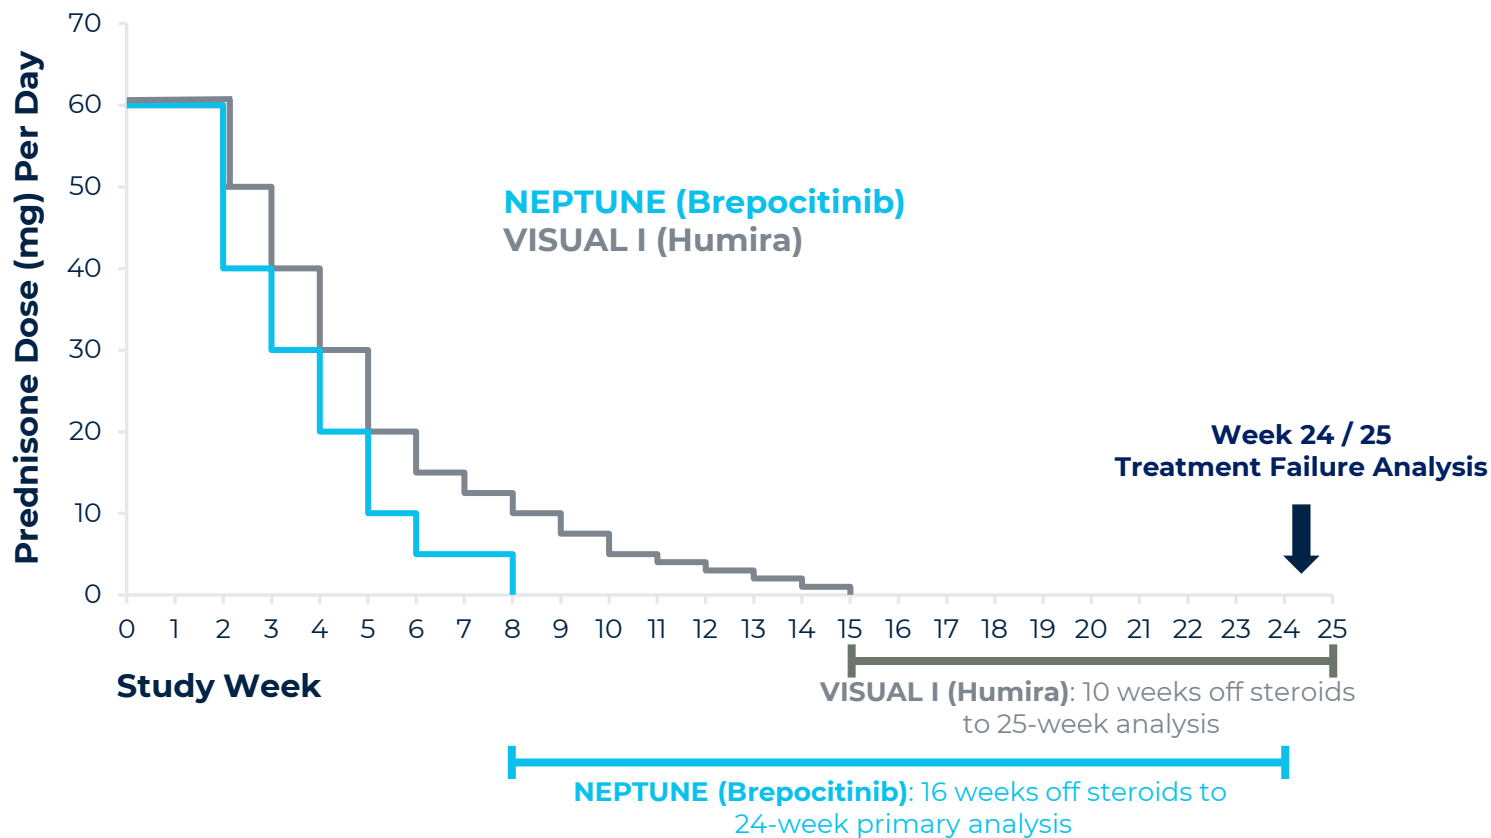 Prednisone Dose (mg) Per Day
70
60
50
40
30
20
10
0
NEPTUNE (Brepocitinib)
VISUAL I (Humira)
Week 24 / 25
Treatment Failure Analysis
0 1 2 3 4 5 6 7 8 9 10 11 12 13 14 15 16 17 18 19 20 21 22 23 24 25
Study Week
VISUAL I (Humira): 10 weeks off steroids
to 25-week analysis
NEPTUNE (Brepocitinib): 16 weeks off steroids to
24-week primary analysis